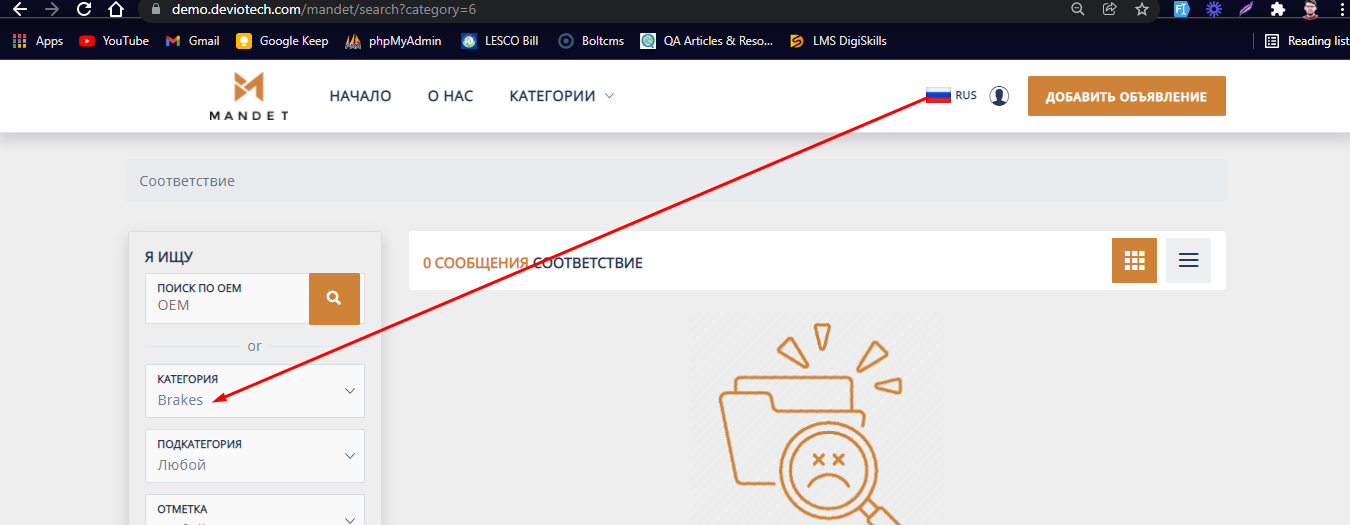 demo.deviotech.com/mandet/search?category=6
Apps YouTube Gmail Google Keep phpMyAdmin LESCO Bill Boltcms QA Articles & Reso... LMS DigiSkills Reading list
MANDET
НАЧАЛО О НАС КАТЕГОРИИ RUS ДОБАВИТЬ ОБЪЯВЛЕНИЕ
Соответствие
Я ИЩУ
ПОИСК ПО OEM
OEM
or
КАТЕГОРИЯ
Brakes
ПОДКАТЕГОРИЯ
Любой
ОТМЕТКА
0 СООБЩЕНИЯ СООТВЕТСТВИЕ